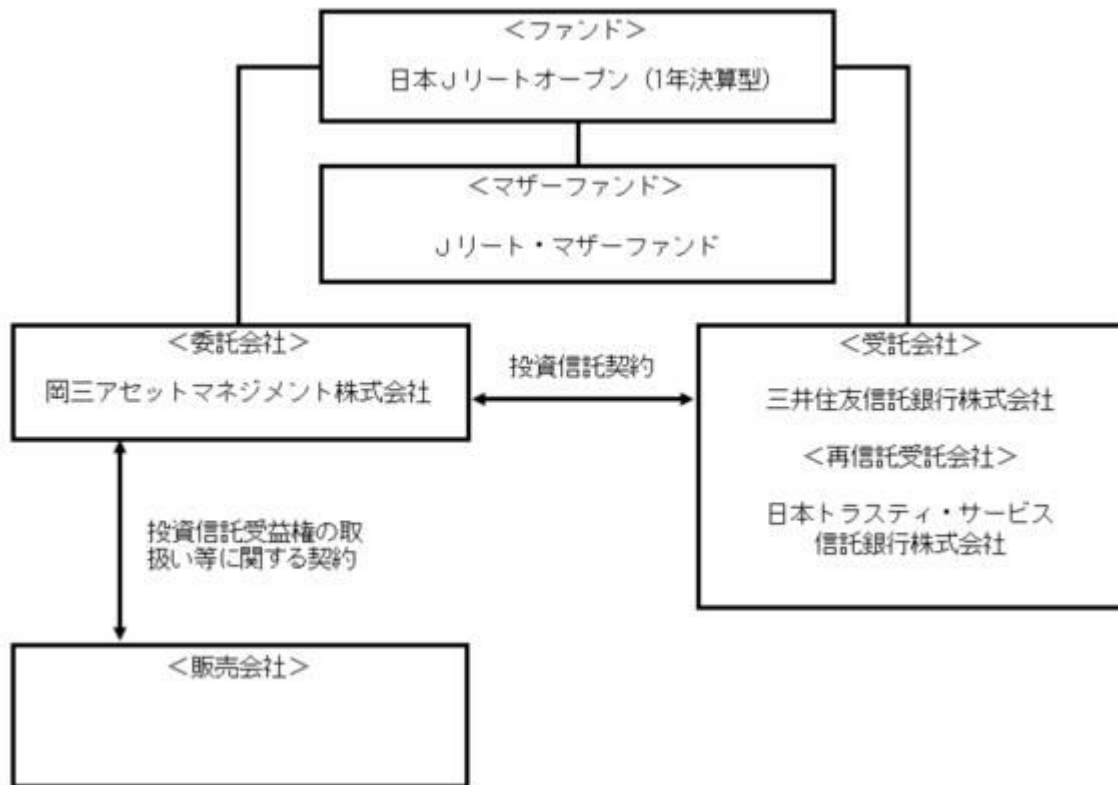 ＜ファンド＞
日本Ｊリートオープン（1年決算型）
＜マザーファンド＞
Ｊリート・マザーファンド
＜委託会社＞
岡三アセットマネジメント株式会社
投資信託契約
＜受託会社＞
三井住友信託銀行株式会社
＜再信託受託会社＞
日本トラスティ・サービス
信託銀行株式会社
投資信託受益権の取
扱い等に関する契約
＜販売会社＞